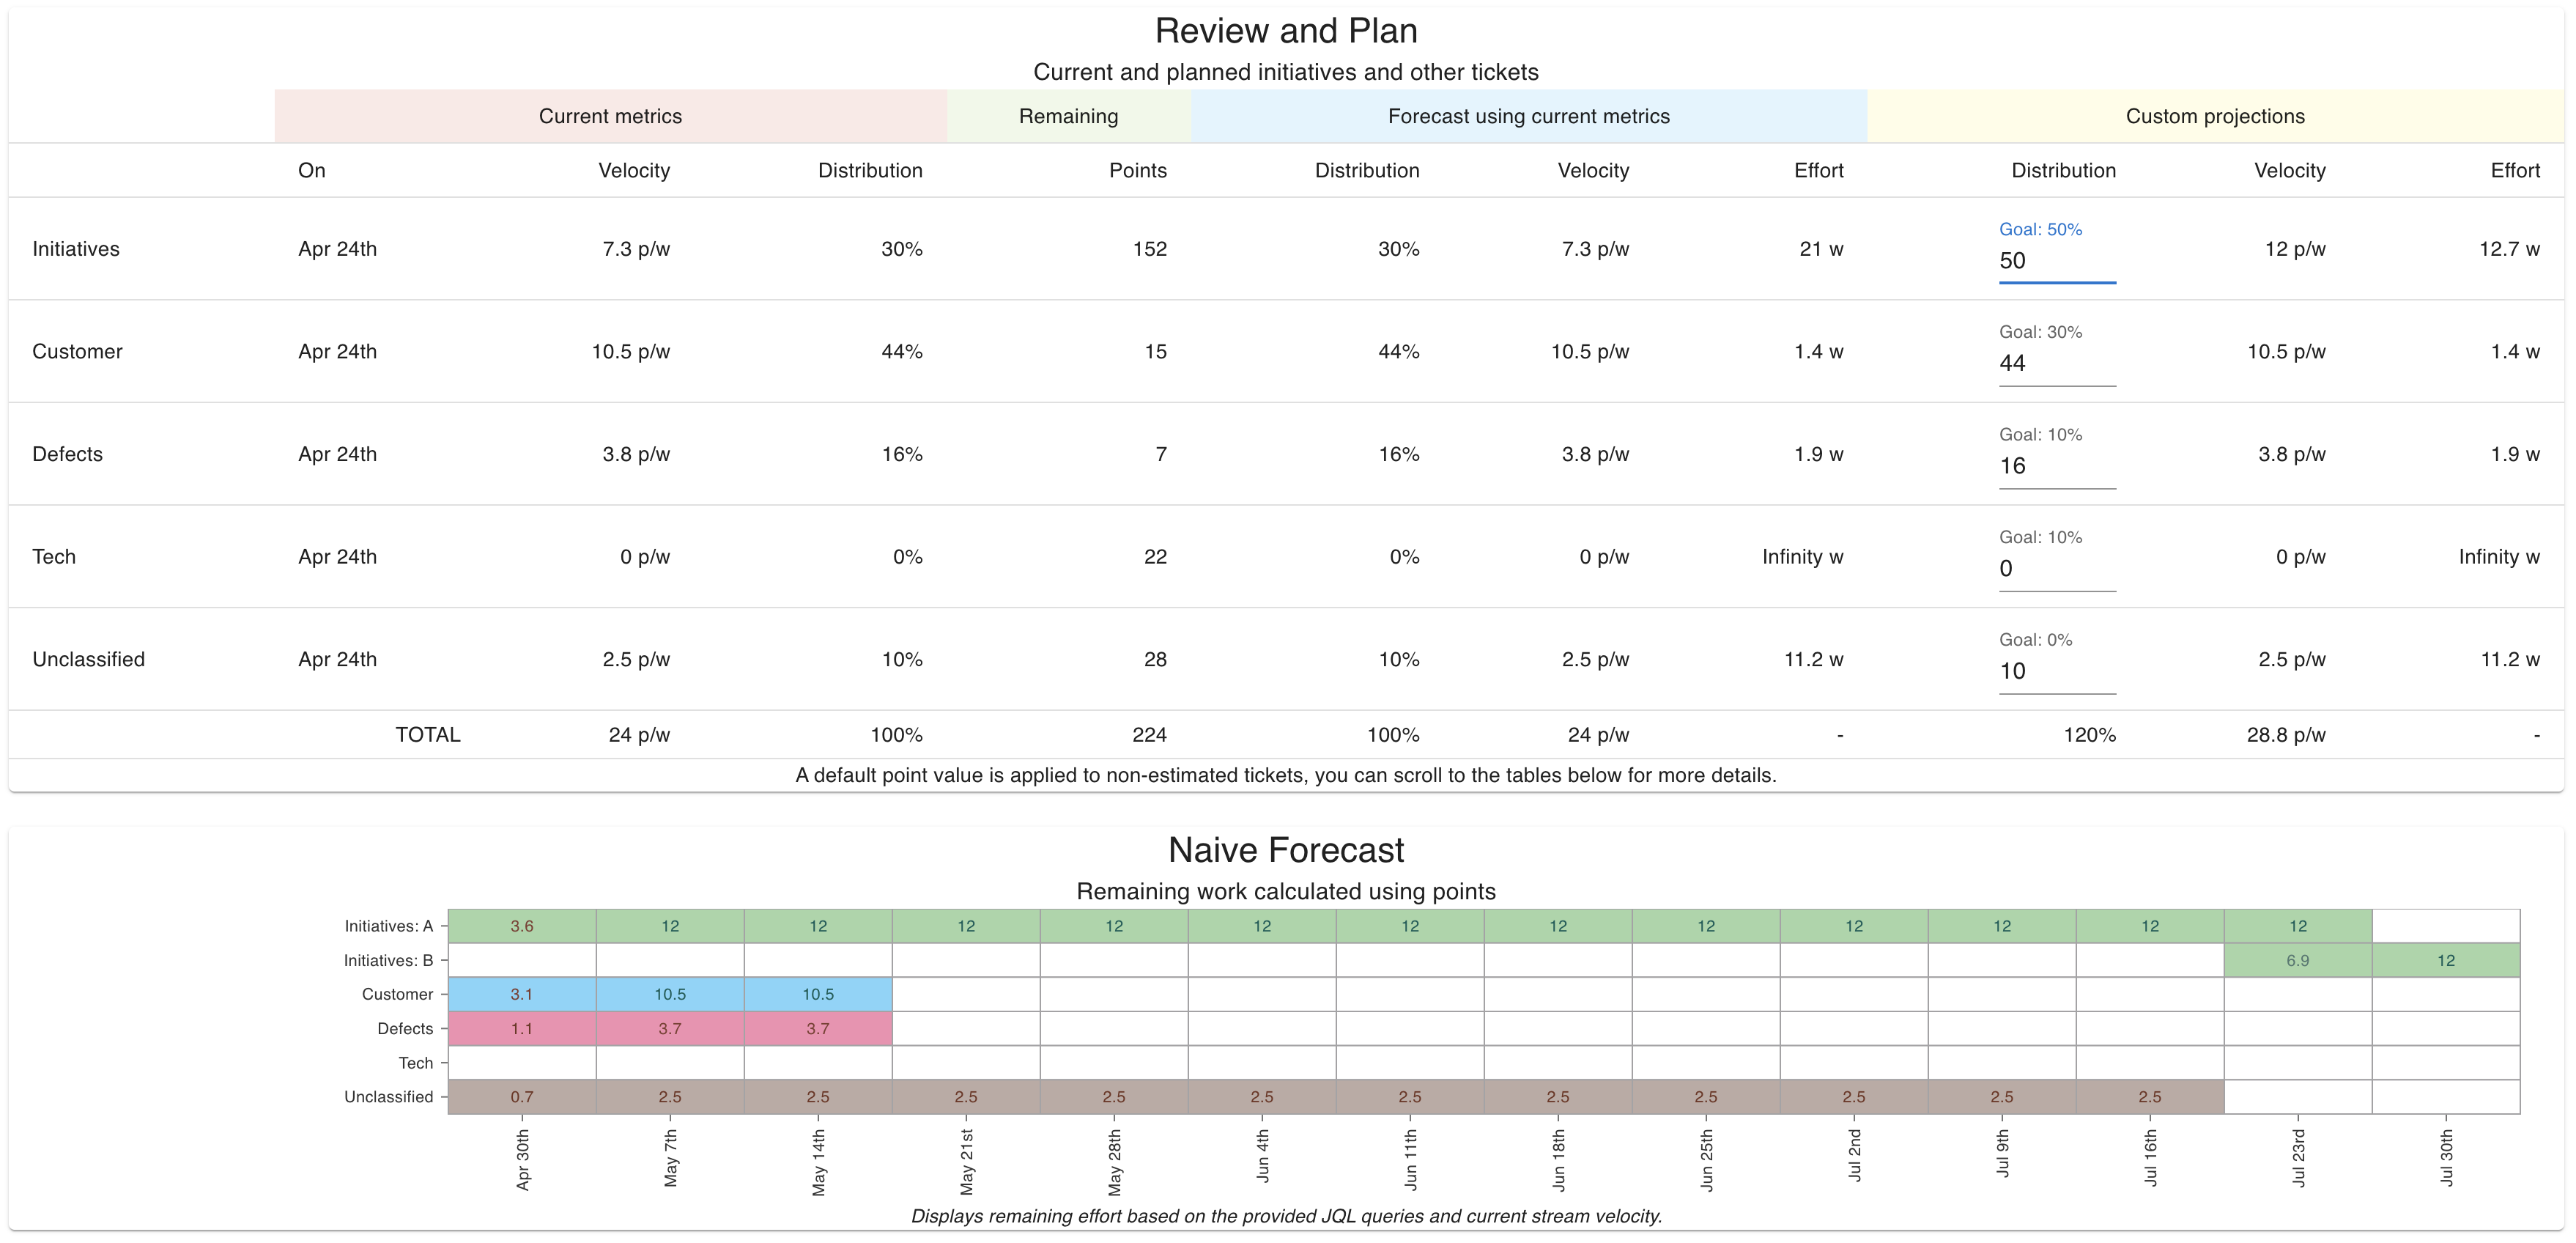 Review and Plan
Current and planned initiatives and other tickets
Current metrics Remaining Forecast using current metrics Custom projections
On Velocity Distribution Points Distribution Velocity Effort Distribution Velocity Effort
Goal: 50%
Initiatives Apr 24th 7.3 p/w 30% 152 30% 7.3 p/w 21 w 50 12 p/w 12.7 w
Goal: 30%
Customer Apr 24th 10.5 p/w 44% 15 44% 10.5 p/w 1.4 w 44 10.5 p/w 1.4 w
Goal: 10%
Defects Apr 24th 3.8 p/w 16% 7 16% 3.8 p/w 1.9 w 16 3.8 p/w 1.9 w
Goal: 10%
Tech Apr 24th 0 p/w 0% 22 0% 0 p/w Infinity w 0 0 p/w Infinity w
Goal: 0%
Unclassified Apr 24th 2.5 p/w 10% 28 10% 2.5 p/w 11.2 w 10 2.5 p/w 11.2 w
TOTAL 24 p/w 100% 224 100% 24 p/w - 120% 28.8 p/w -
A default point value is applied to non-estimated tickets, you can scroll to the tables below for more details.
Naive Forecast
Remaining work calculated using points
Initiatives: A 3.6 12 12 12 12 12 12 12 12 12 12 12 12
Initiatives: B 6.9 12
Customer 3.1 10.5 10.5
Defects 1.1 3.7 3.7
Tech
Unclassified 0.7 2.5 2.5 2.5 2.5 2.5 2.5 2.5 2.5 2.5 2.5 2.5
Apr 30th May 7th May 14th May 21st May 28th Jun 4th Jun 11th Jun 18th Jun 25th Jul 2nd Jul 9th Jul 16th Jul 23rd Jul 30th
Displays remaining effort based on the provided JQL queries and current stream velocity.